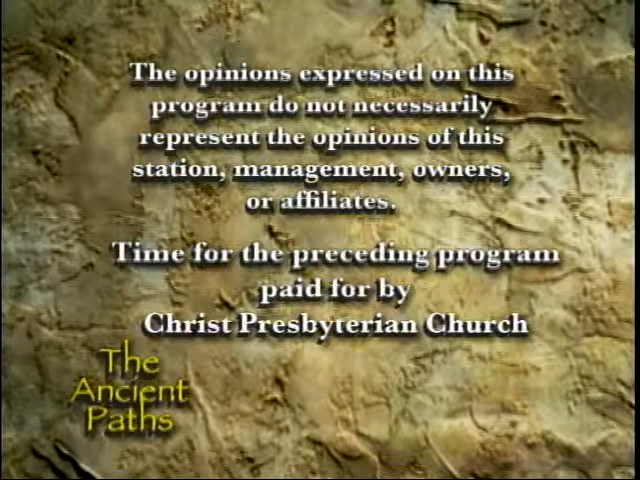 The opinions expressed on this
program do not necessarily
represent the opinions of this
station, management, owners,
or affiliates.
Time for the preceding program
paid for by
Christ Presbyterian Church
The
Ancient
Paths